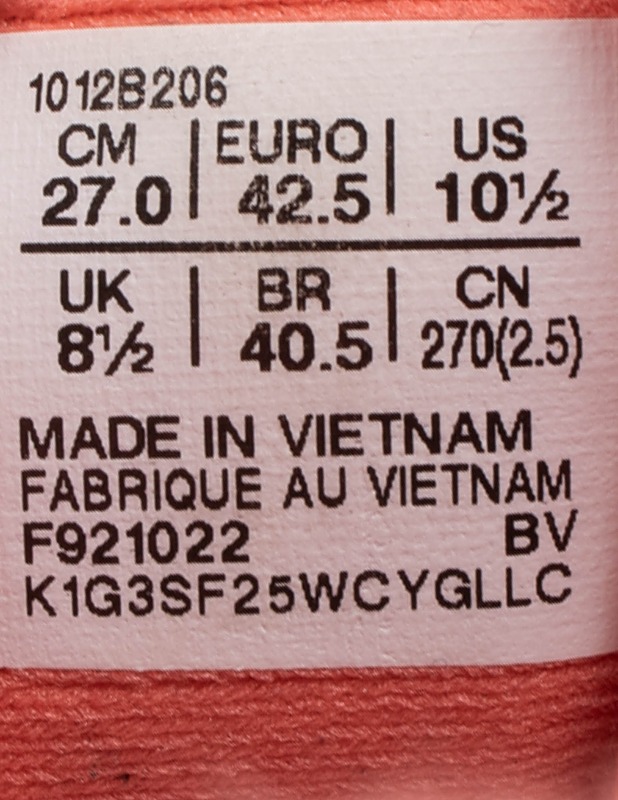 1012B206
CM | EURO | US
27.0 | 42.5 | 10½
UK | BR | CN
8½ | 40.5 | 270(2.5)
MADE IN VIETNAM
FABRIQUE AU VIETNAM
F921022 BV
K1G3SF25WCYGLLC